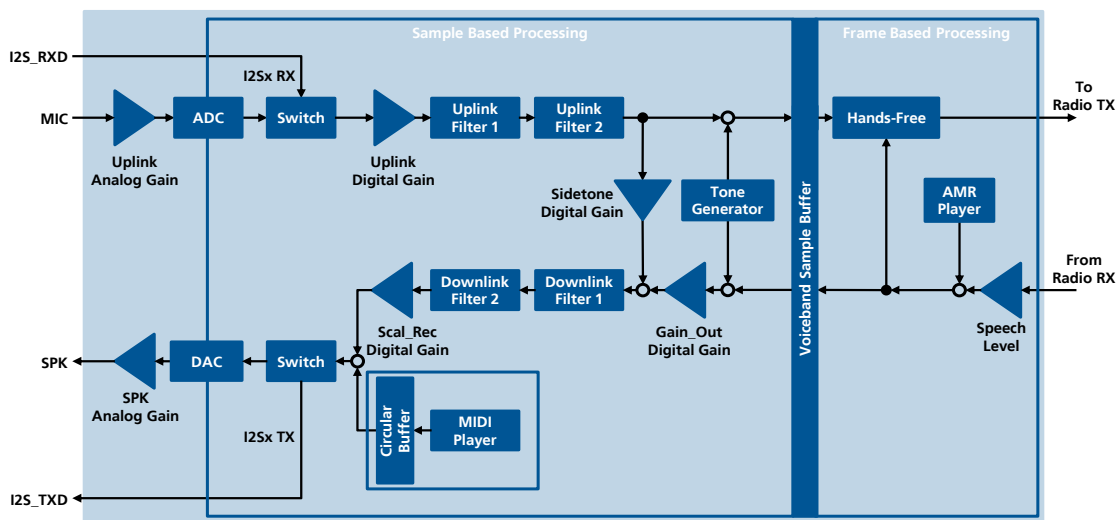 Sample Based Processing
Frame Based Processing
I2S_RXD
I2Sx RX
To
Radio TX
MIC
ADC
Switch
Uplink
Filter 1
Uplink
Filter 2
Hands-Free
Uplink
Analog Gain
Uplink
Digital Gain
Sidetone
Digital Gain
Tone
Generator
AMR
Player
Voiceband Sample Buffer
From
Radio RX
Downlink
Filter 2
Downlink
Filter 1
Scal_Rec
Digital Gain
Gain_Out
Digital Gain
Speech
Level
SPK
DAC
Switch
SPK
Analog Gain
Circular
Buffer
MIDI
Player
I2Sx TX
I2S_TXD